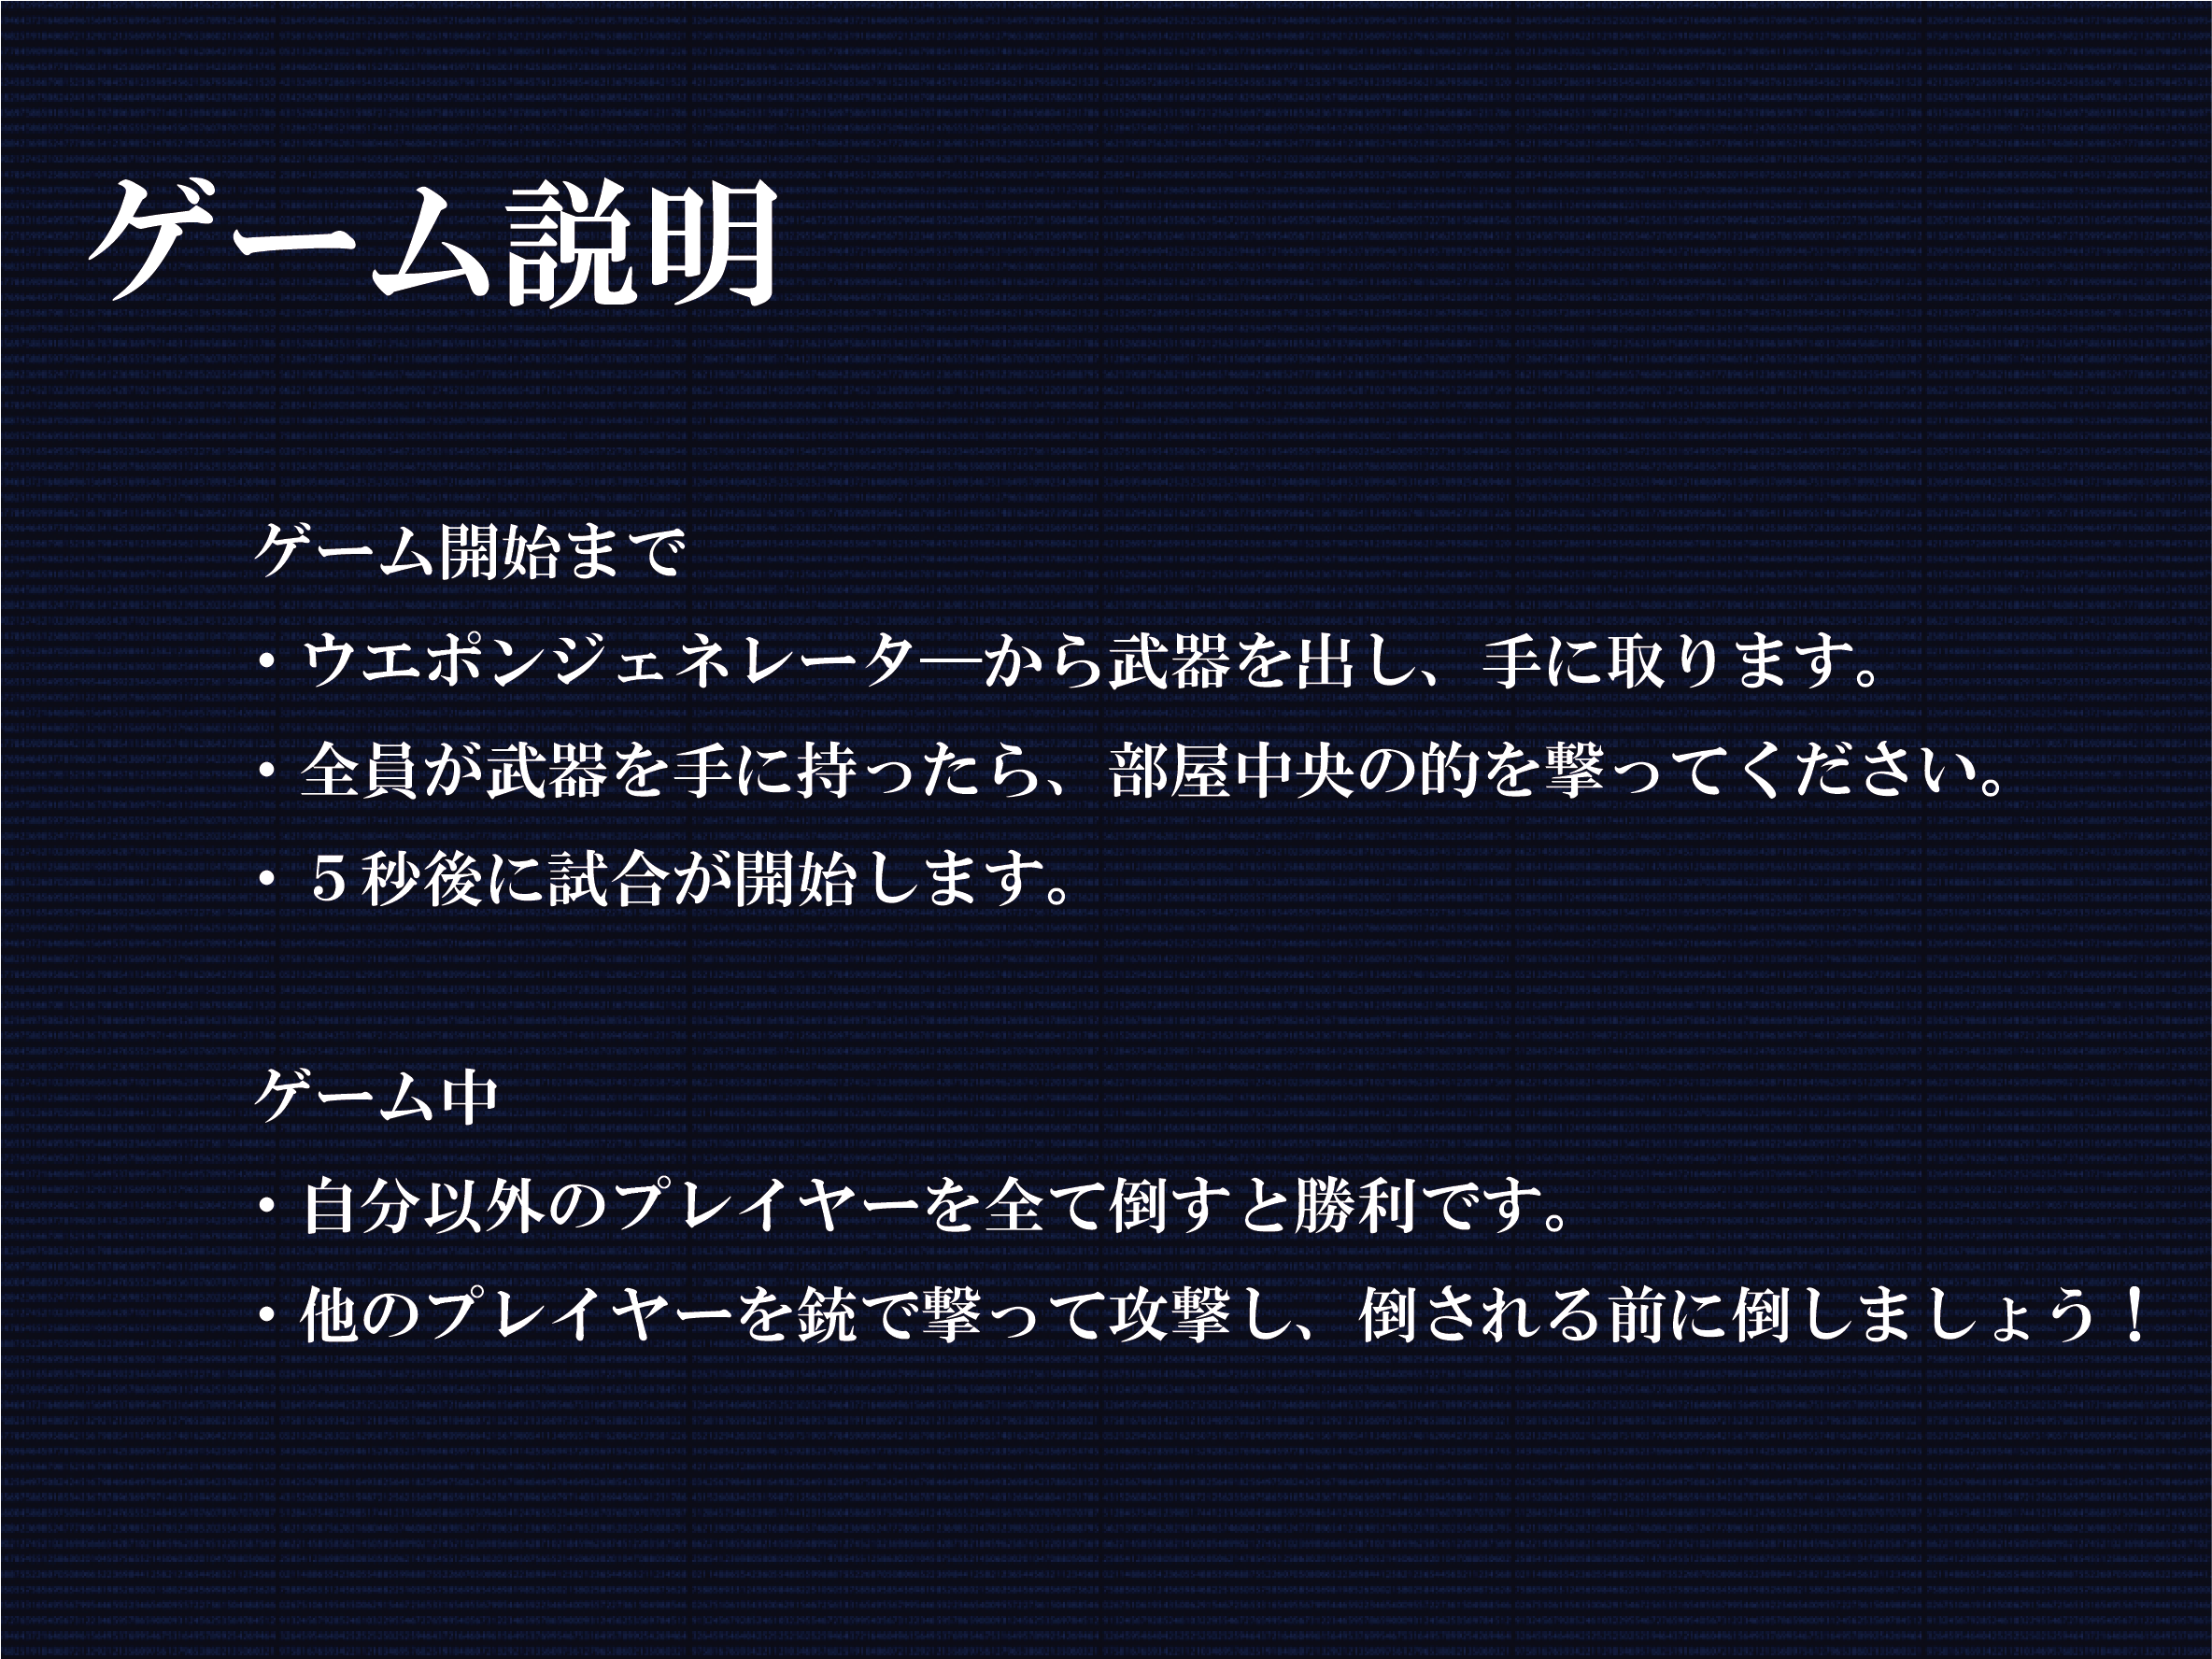 ゲーム説明
ゲーム開始まで
・ウエポンジェネレータ―から武器を出し、手に取ります。
・全員が武器を手に持ったら、部屋中央の的を撃ってください。
・５秒後に試合が開始します。
ゲーム中
・自分以外のプレイヤーを全て倒すと勝利です。
・他のプレイヤーを銃で撃って攻撃し、倒される前に倒しましょう！